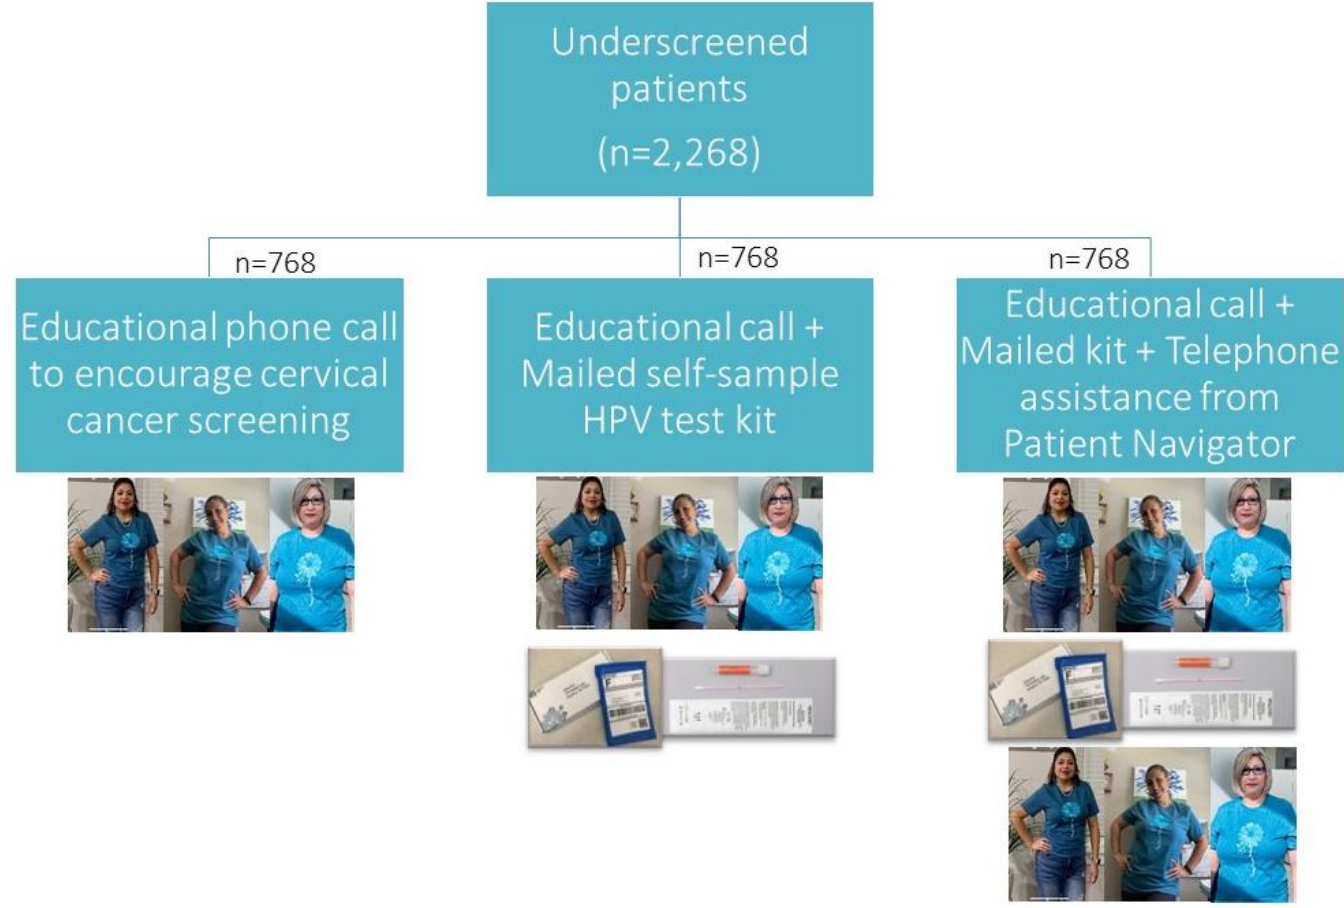 Underscreened
patients
(n=2,268)
n=768
n=768
n=768
Educational phone call
to encourage cervical
cancer screening
Educational call +
Mailed self-sample
HPV test kit
Educational call +
Mailed kit + Telephone
assistance from
Patient Navigator
F
F